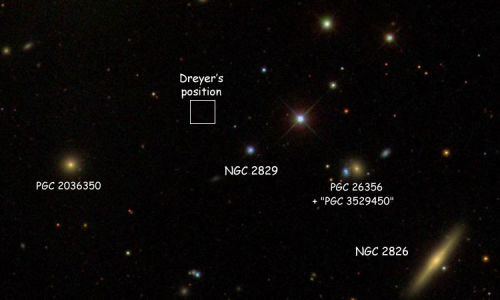 Dreyer's
position
NGC 2829
PGC 2036350
PGC 26356
+ "PGC 3529450"
NGC 2826